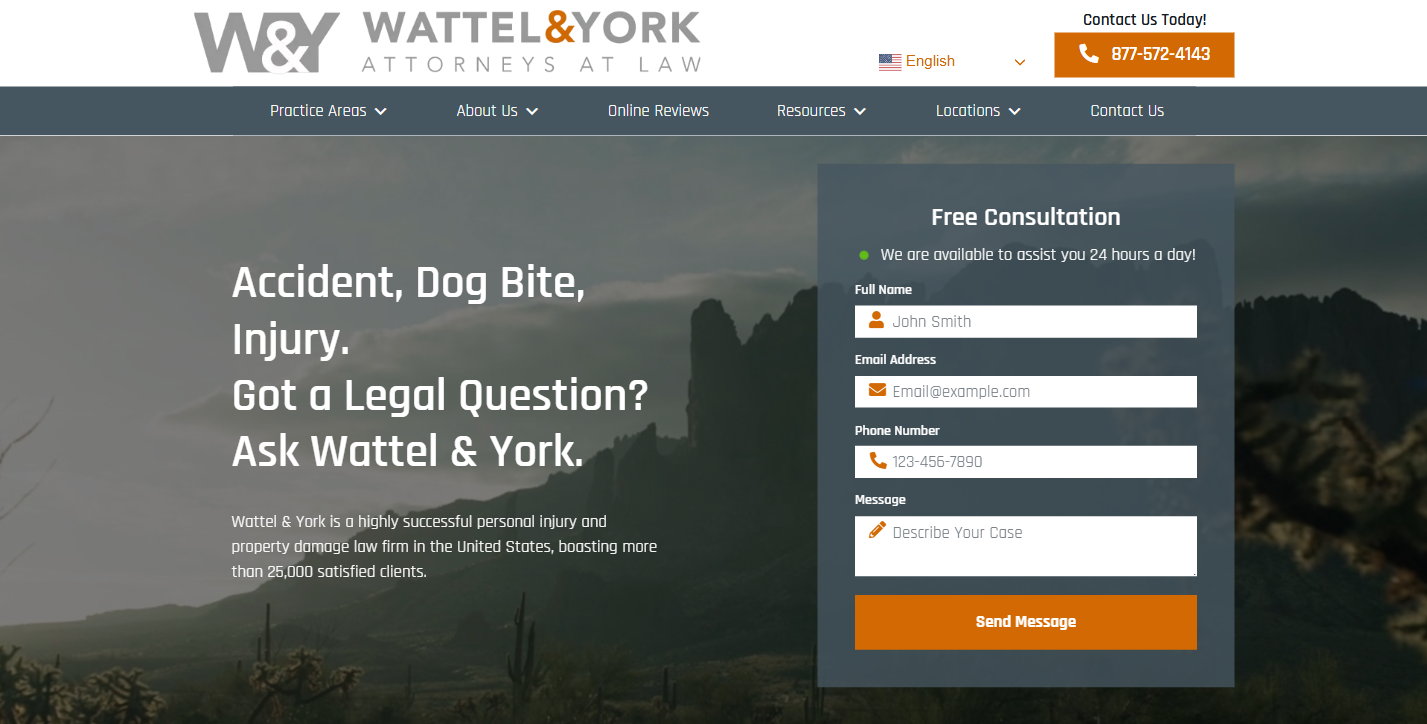 W&Y
WATTEL&YORK
ATTORNEYS AT LAW
Contact Us Today!
English
877-572-4143
Practice Areas
About Us
Online Reviews
Resources
Locations
Contact Us
Accident, Dog Bite,
Injury.
Got a Legal Question?
Ask Wattel & York.
Wattel & York is a highly successful personal injury and
property damage law firm in the United States, boasting more
than 25,000 satisfied clients.
Free Consultation
We are available to assist you 24 hours a day!
Full Name
John Smith
Email Address
Email@example.com
Phone Number
123-456-7890
Message
Describe Your Case
Send Message